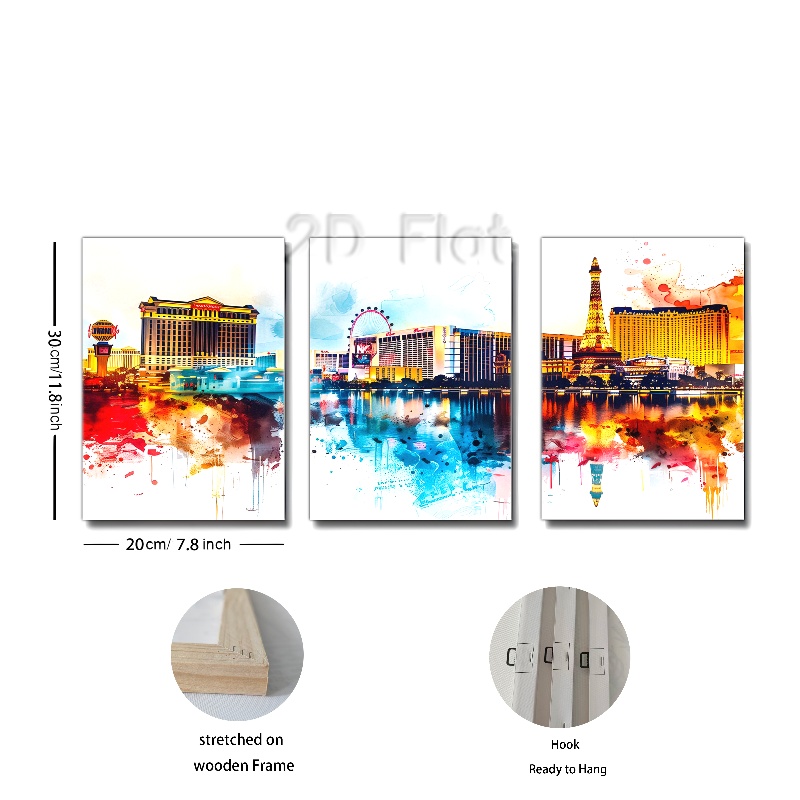 2D Flat
30cm/11.8inch
20cm/ 7.8 inch
stretched on
wooden Frame
Hook
Ready to Hang